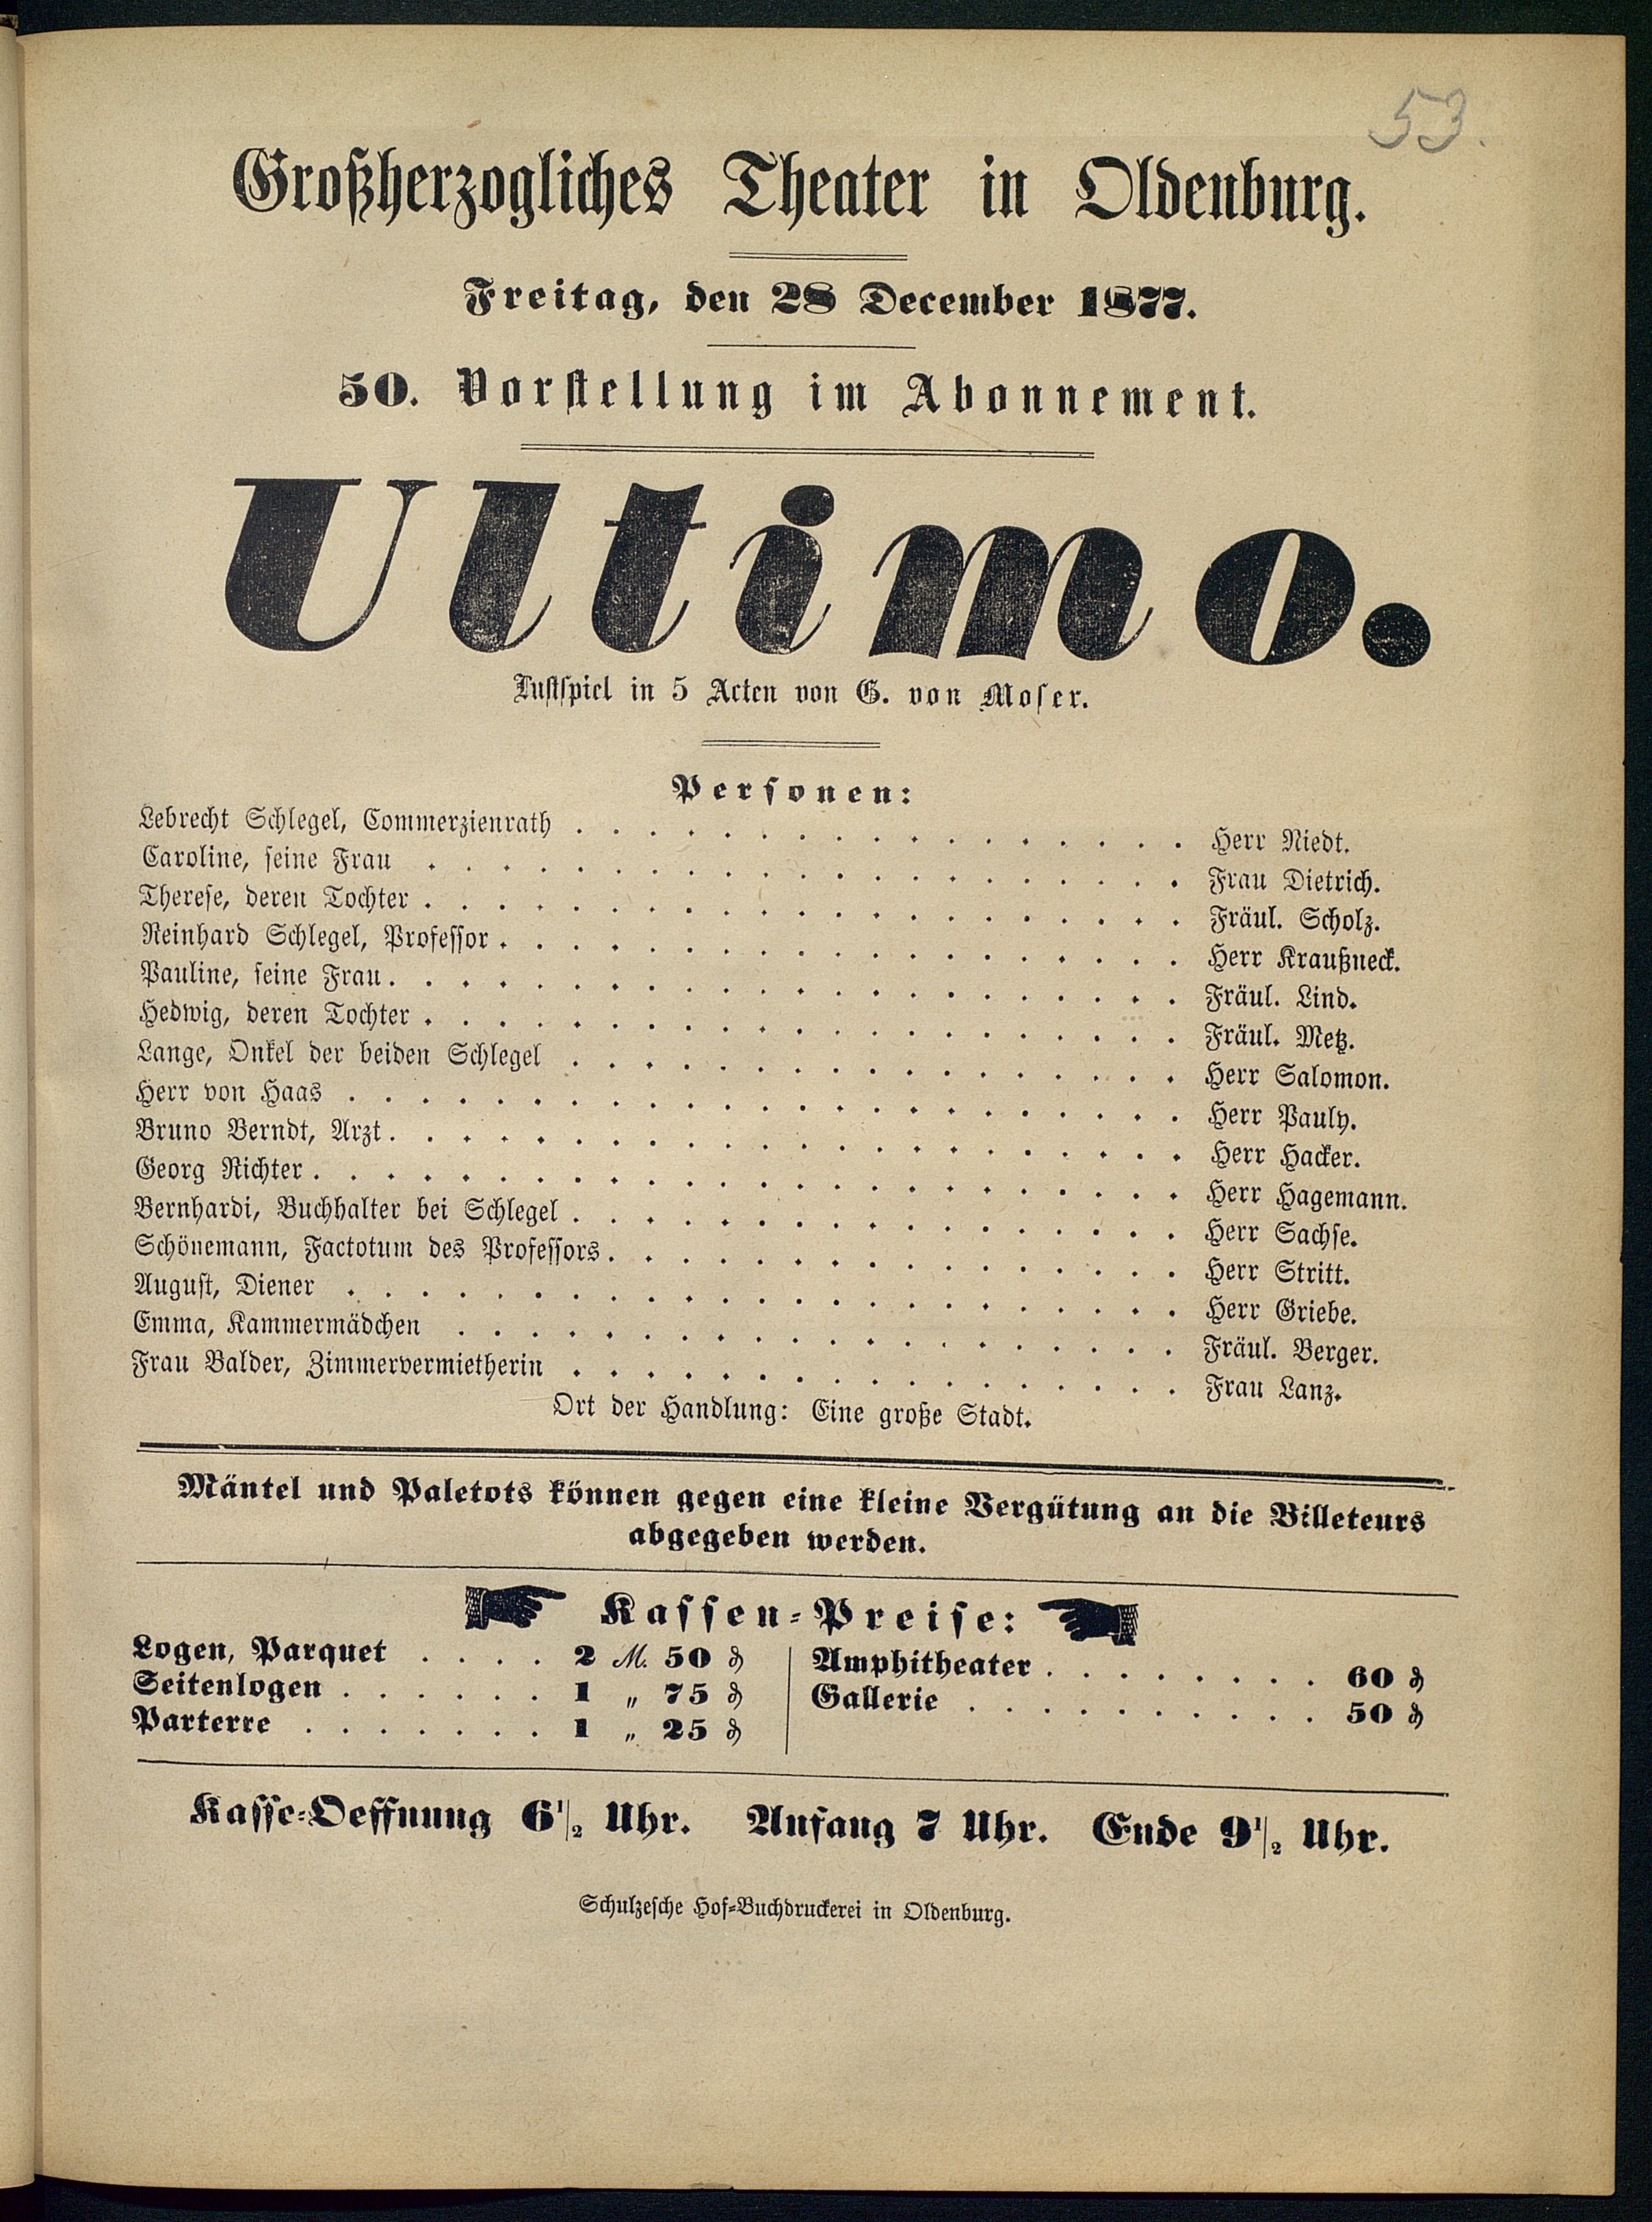 53.
Großherzogliches Theater in Oldenburg.
Freitag, den 28 December 1877.
50. Vorstellung im Abonnement.
Ultimo.
Lustspiel in 5 Acten von G. von Moser.
Personen:
Lebrecht Schlegel, Commerzienrath . . . . . . . . . . . . . . . . . Herr Niedt.
Caroline, seine Frau . . . . . . . . . . . . . . . . . . . . . Frau Dietrich.
Therese, deren Tochter . . . . . . . . . . . . . . . . . . . . . Fräul. Scholz.
Reinhard Schlegel, Professor . . . . . . . . . . . . . . . . . . . Herr Kraußneck.
Pauline, seine Frau . . . . . . . . . . . . . . . . . . . . . . Fräul. Lind.
Hedwig, deren Tochter . . . . . . . . . . . . . . . . . . . . . Fräul. Metz.
Lange, Onkel der beiden Schlegel . . . . . . . . . . . . . . . . . Herr Salomon.
Herr von Haas . . . . . . . . . . . . . . . . . . . . . . . Herr Pauly.
Bruno Berndt, Arzt . . . . . . . . . . . . . . . . . . . . . . Herr Hacker.
Georg Richter . . . . . . . . . . . . . . . . . . . . . . . . Herr Hagemann.
Bernhardi, Buchhalter bei Schlegel . . . . . . . . . . . . . . . . . Herr Sachse.
Schönemann, Factotum des Professors . . . . . . . . . . . . . . . . Herr Stritt.
August, Diener . . . . . . . . . . . . . . . . . . . . . . . Herr Griebe.
Emma, Kammermädchen . . . . . . . . . . . . . . . . . . . . Fräul. Berger.
Frau Balder, Zimmervermietherin . . . . . . . . . . . . . . . . . Frau Lanz.
Ort der Handlung: Eine große Stadt.
Mäntel und Paletots können gegen eine kleine Vergütung an die Billeteurs
abgegeben werden.
Kassen-Preise:
Logen, Parquet . . . . 2 M. 50 ₰
Seitenlogen . . . . . . 1 „ 75 ₰
Parterre . . . . . . . 1 „ 25 ₰
Amphitheater . . . . . . . . 60 ₰
Gallerie . . . . . . . . . . 50 ₰
Kasse-Oeffnung 6 1/2 Uhr. Anfang 7 Uhr. Ende 9 1/2 Uhr.
Schulzesche Hof-Buchdruckerei in Oldenburg.